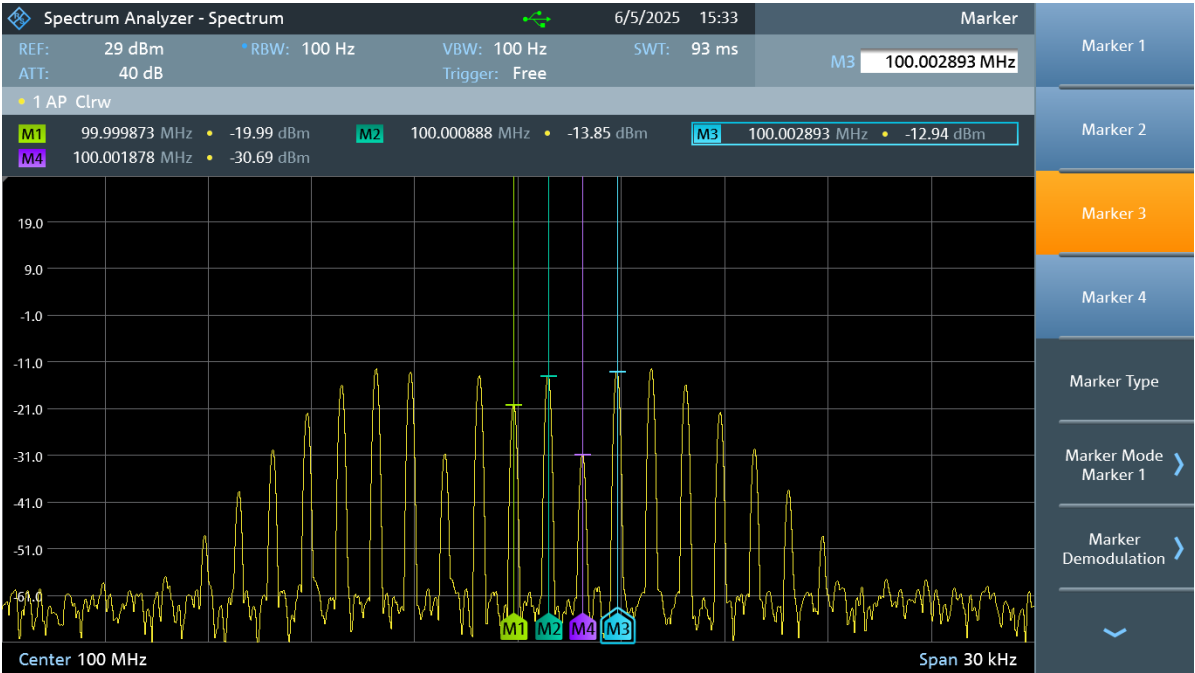 Spectrum Analyzer - Spectrum 6/5/2025 15:33 Marker
REF: 29 dBm RBW: 100 Hz VBW: 100 Hz SWT: 93 ms
ATT: 40 dB Trigger: Free
M3 100.002893 MHz
1 AP Clrw
M1 99.999873 MHz • -19.99 dBm M2 100.000888 MHz • -13.85 dBm M3 100.002893 MHz • -12.94 dBm
M4 100.001878 MHz • -30.69 dBm
19.0
9.0
-1.0
-11.0
-21.0
-31.0
-41.0
-51.0
-61.0
M1 M2 M4 M3
Center 100 MHz Span 30 kHz
Marker 1
Marker 2
Marker 3
Marker 4
Marker Type
Marker Mode
Marker 1
Marker
Demodulation